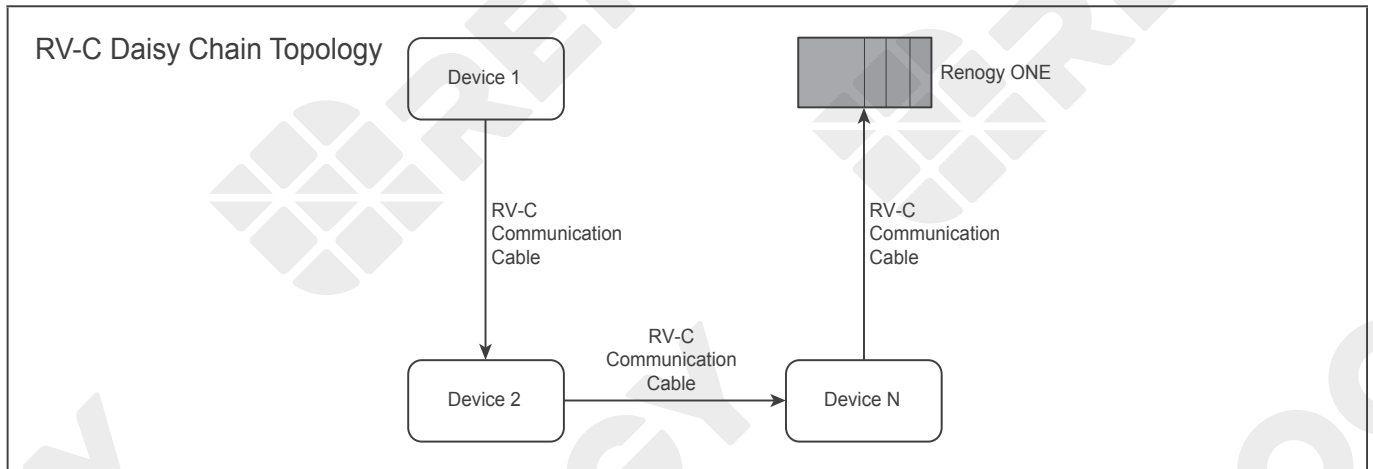 RV-C Daisy Chain Topology
Device 1
Renogy ONE
RV-C
Communication
Cable
RV-C
Communication
Cable
RV-C
Communication
Cable
Device 2
Device N